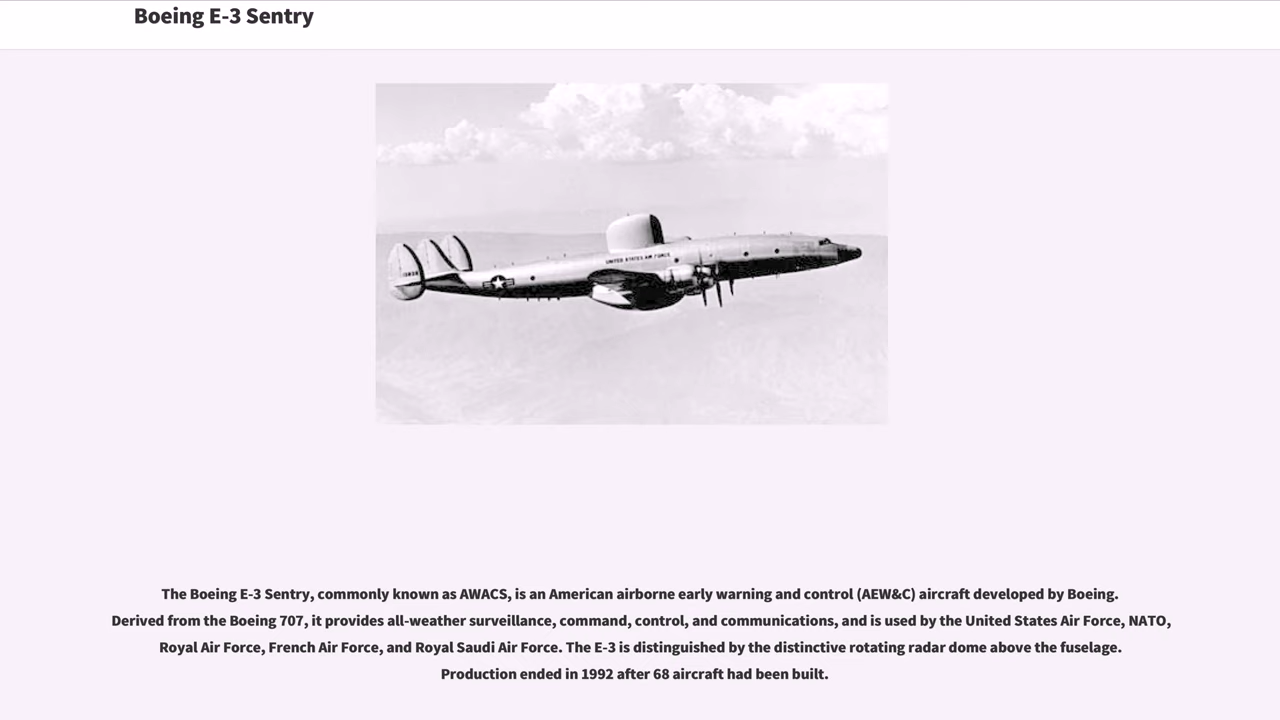 Boeing E-3 Sentry
UNITED STATES AIR FORCE
The Boeing E-3 Sentry, commonly known as AWACS, is an American airborne early warning and control (AEW&C) aircraft developed by Boeing.
Derived from the Boeing 707, it provides all-weather surveillance, command, control, and communications, and is used by the United States Air Force, NATO,
Royal Air Force, French Air Force, and Royal Saudi Air Force. The E-3 is distinguished by the distinctive rotating radar dome above the fuselage.
Production ended in 1992 after 68 aircraft had been built.